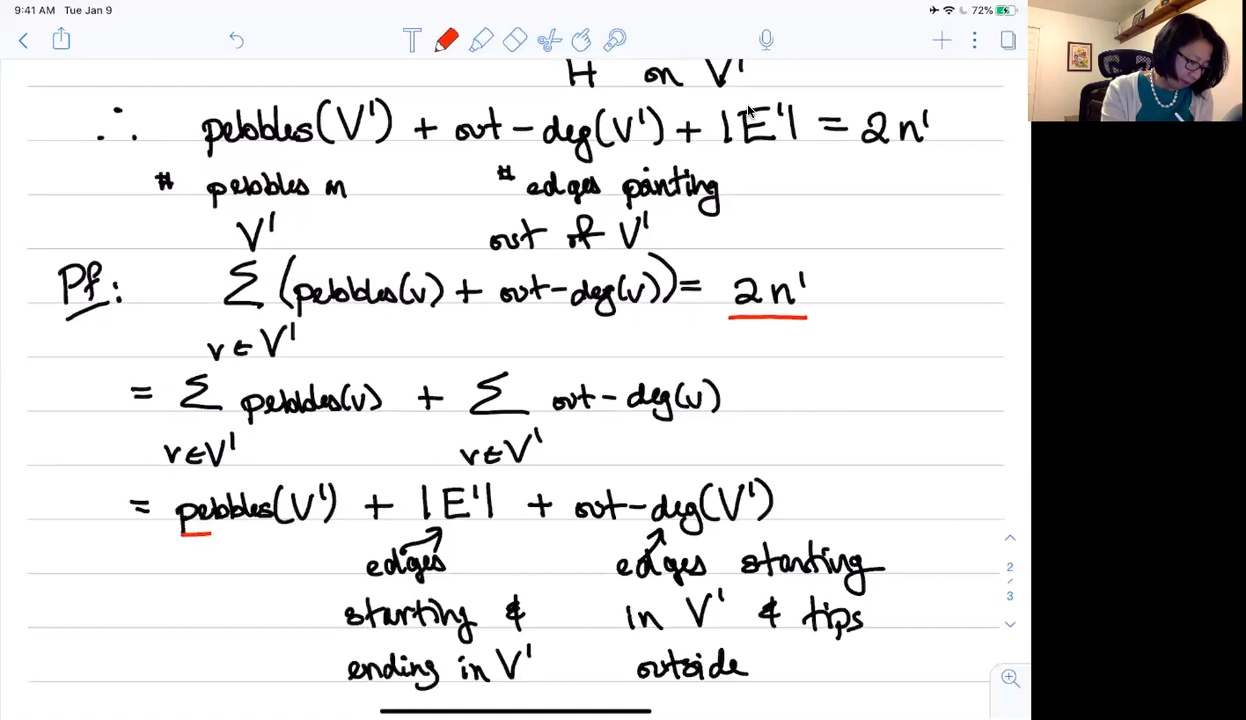 9:41 AM Tue Jan 9
72%
H on V'
∴ pebbles(V') + out-deg(V') + |E'| = 2n'
# pebbles in # edges pointing
V' out of V'
Pf: Σ (pebbles(v) + out-deg(v)) = 2n'
v∈V'
= Σ pebbles(v) + Σ out-deg(v)
v∈V' v∈V'
= pebbles(V') + |E'| + out-deg(V')
edges edges starting
starting & in V' & tips
ending in V' outside
2
/
3